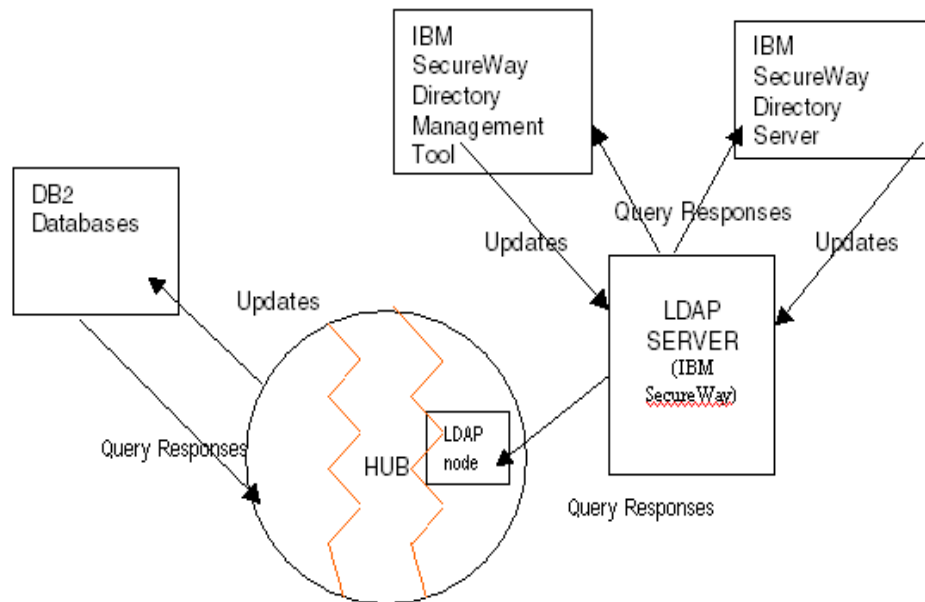 IBM
SecureWay
Directory
Management
Tool
IBM
SecureWay
Directory
Server
DB2
Databases
Query Responses
Updates
Updates
Updates
LDAP
SERVER
(IBM
SecureWay)
Query Responses
HUB
LDAP
node
Query Responses